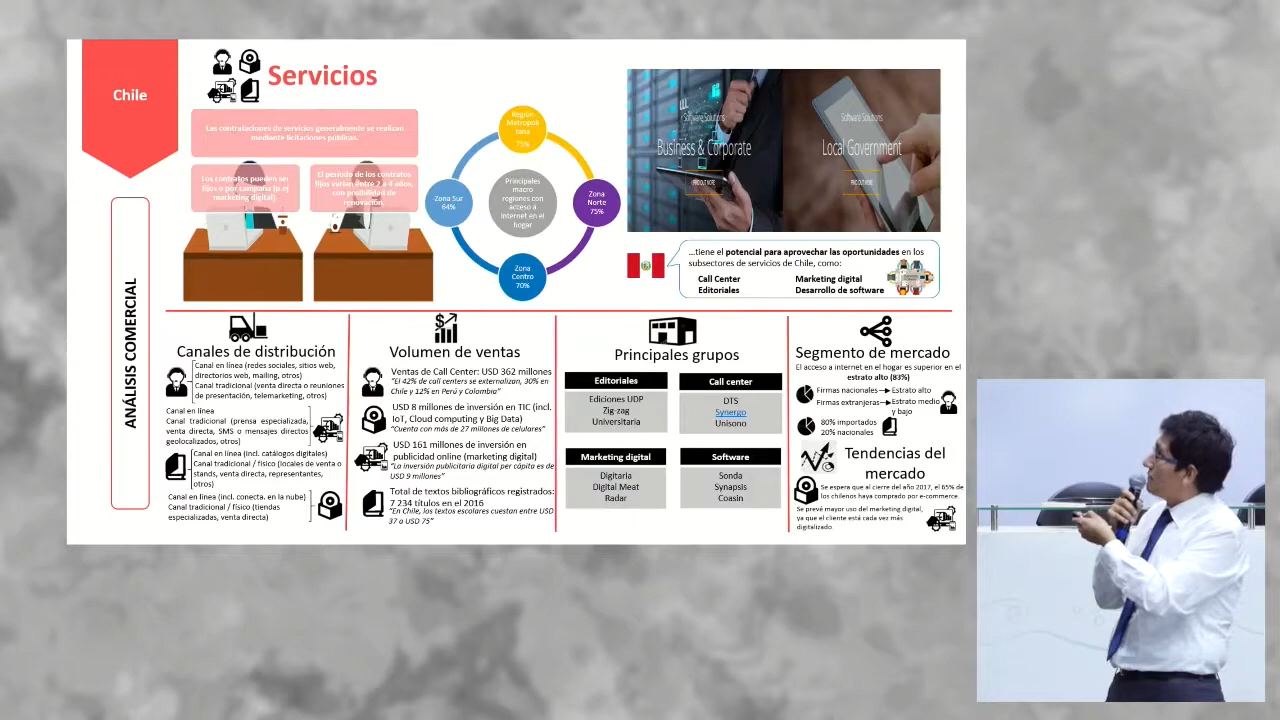 Chile
ANÁLISIS COMERCIAL
Servicios
Las contrataciones de servicios generalmente se realizan
mediante licitaciones públicas.
Los contratos pueden ser
fijos o por campaña (p.ej
marketing digital).
El periodo de los contratos
fijos varían entre 2 a 4 años,
con posibilidad de
renovación.
Región
Metropoli
tana
75%
Zona Sur
64%
Principales
macro
regiones con
acceso a
internet en el
hogar
Zona
Norte
75%
Zona
Centro
70%
Software Solutions
Business & Corporate
FIND OUT MORE
Software Solutions
Local Government
FIND OUT MORE
...tiene el potencial para aprovechar las oportunidades en los
subsectores de servicios de Chile, como:
Call Center Marketing digital
Editoriales Desarrollo de software
Canales de distribución
Canal en línea (redes sociales, sitios web,
directorios web, mailing, otros)
Canal tradicional (venta directa o reuniones
de presentación, telemarketing, otros)
Canal en línea
Canal tradicional (prensa especializada,
venta directa, SMS o mensajes directos
geolocalizados, otros)
Canal en línea (incl. catálogos digitales)
Canal tradicional / físico (locales de venta o
stands, venta directa, representantes,
otros)
Canal en línea (incl. conecta. en la nube)
Canal tradicional / físico (tiendas
especializadas, venta directa)
Volumen de ventas
Ventas de Call Center: USD 362 millones
"El 42% de call centers se externalizan, 30% en
Chile y 12% en Perú y Colombia"
USD 8 millones de inversión en TIC (incl.
IoT, Cloud computing y Big Data)
"Cuenta con más de 27 millones de celulares"
USD 161 millones de inversión en
publicidad online (marketing digital)
"La inversión publicitaria digital per cápita es de
USD 9 millones"
Total de textos bibliográficos registrados:
7 234 títulos en el 2016
"En Chile, los textos escolares cuestan entre USD
37 a USD 75"
Principales grupos
Editoriales
Ediciones UDP
Zig-zag
Universitaria
Call center
DTS
Synergo
Unisono
Marketing digital
Digitaria
Digital Meat
Radar
Software
Sonda
Synapsis
Coasin
Segmento de mercado
El acceso a internet en el hogar es superior en el
estrato alto (83%)
Firmas nacionales Estrato alto
Firmas extranjeras Estrato medio
y bajo
80% importados
20% nacionales
Tendencias del
mercado
Se espera que al cierre del año 2017, el 65% de
los chilenos haya comprado por e-commerce.
Se prevé mayor uso del marketing digital,
ya que el cliente está cada vez más
digitalizado.